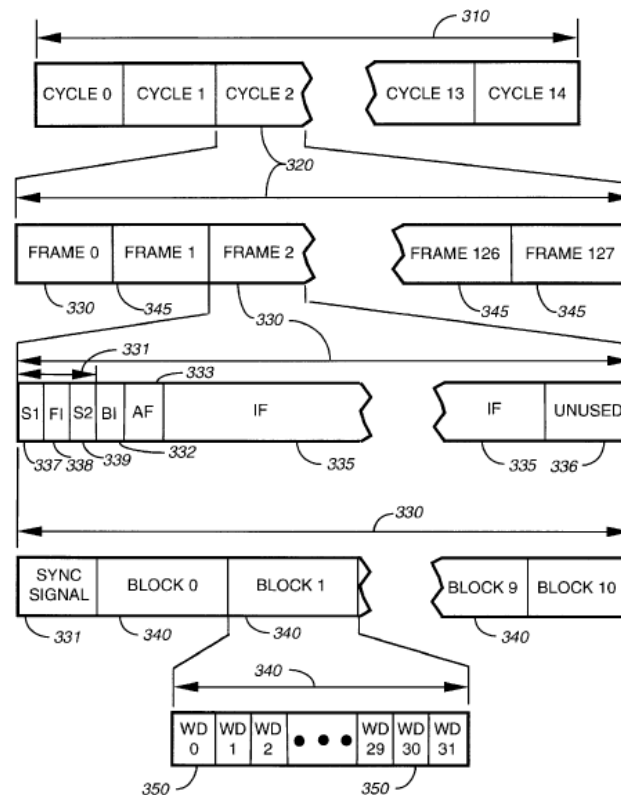 310
CYCLE 0 CYCLE 1 CYCLE 2 CYCLE 13 CYCLE 14
320
FRAME 0 FRAME 1 FRAME 2 FRAME 126 FRAME 127
330 345 330 345 345
331 333
S1 FI S2 BI AF IF IF UNUSED
337 338 339 332 335 335 336
330
SYNC SIGNAL BLOCK 0 BLOCK 1 BLOCK 9 BLOCK 10
331 340 340 340
340
WD 0 WD 1 WD 2 WD 29 WD 30 WD 31
350 350